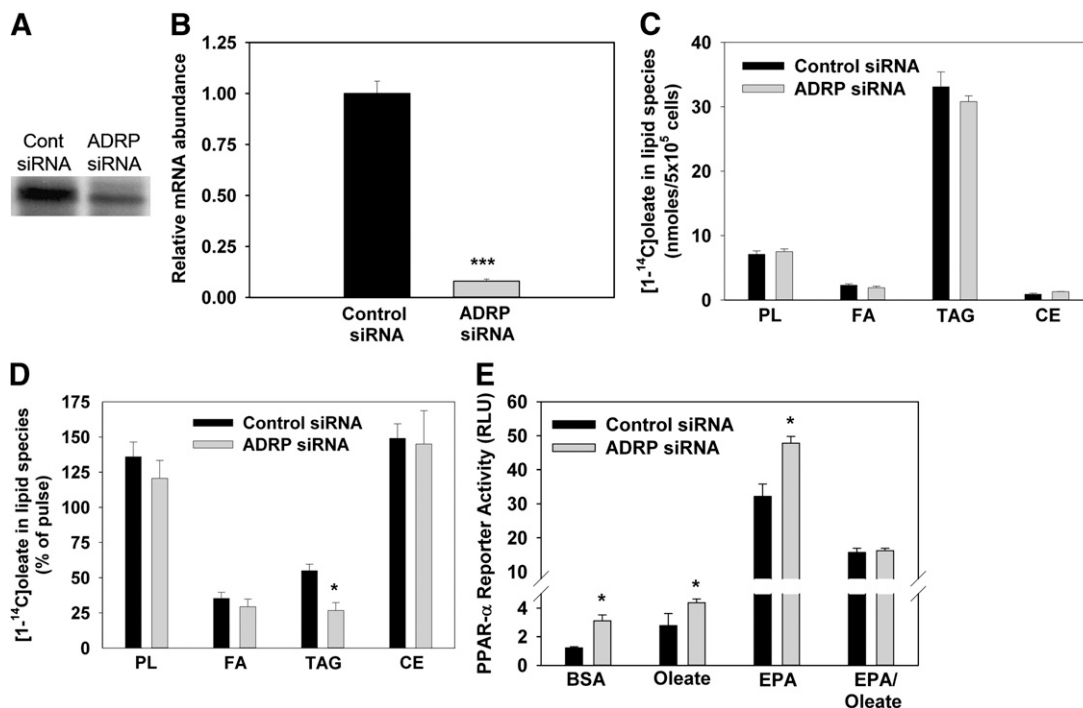 A
Cont
siRNA
ADRP
siRNA
B
Relative mRNA abundance
1.25
1.00
0.75
0.50
0.25
0.00
***
Control
siRNA
ADRP
siRNA
C
[1-¹⁴C]oleate in lipid species
(nmoles/5x10⁵ cells)
40
30
20
10
0
Control siRNA
ADRP siRNA
PL FA TAG CE
D
[1-¹⁴C]oleate in lipid species
(% of pulse)
175
150
125
100
75
50
25
0
Control siRNA
ADRP siRNA
*
PL FA TAG CE
E
PPAR-α Reporter Activity (RLU)
60
50
40
30
20
10
4
2
0
Control siRNA
ADRP siRNA
*
*
*
BSA Oleate EPA EPA/
Oleate